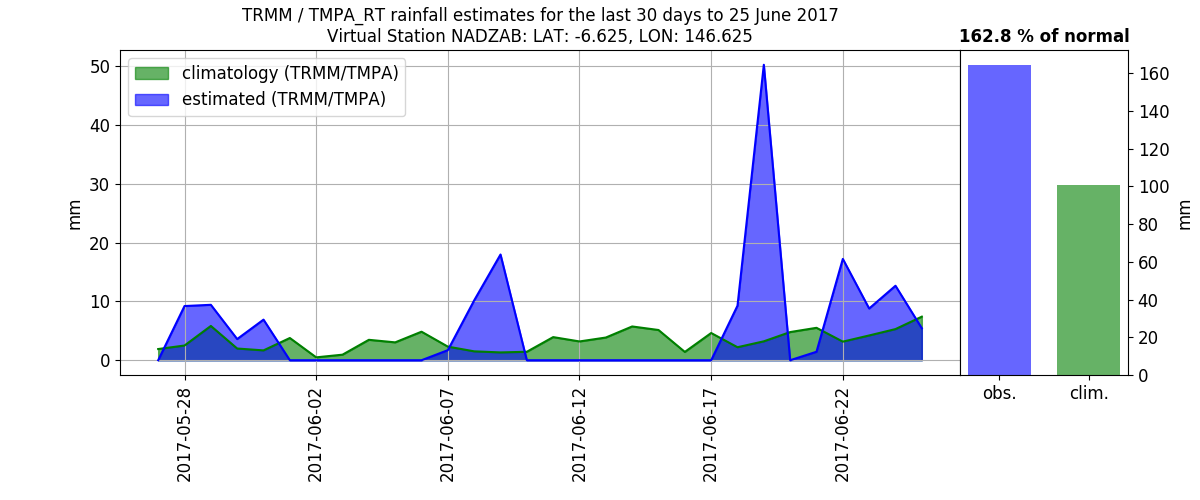 TRMM / TMPA_RT rainfall estimates for the last 30 days to 25 June 2017
Virtual Station NADZAB: LAT: -6.625, LON: 146.625
162.8 % of normal
climatology (TRMM/TMPA)
estimated (TRMM/TMPA)
mm
50
40
30
20
10
0
2017-05-28
2017-06-02
2017-06-07
2017-06-12
2017-06-17
2017-06-22
160
140
120
100
80
60
40
20
0
mm
obs.
clim.